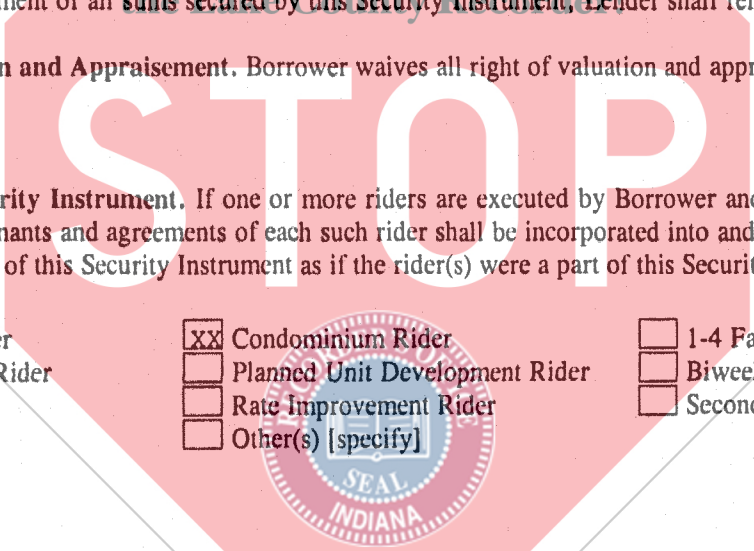 ment of all sums secured by this Security Instrument, Lender shall rel
the Lake County Recorder!
n and Appraisement. Borrower waives all right of valuation and appr
STOP
rity Instrument. If one or more riders are executed by Borrower and
nants and agreements of each such rider shall be incorporated into and
of this Security Instrument as if the rider(s) were a part of this Securit
er
XX Condominium Rider
1-4 Fa
Rider
Planned Unit Development Rider
Biwee
Rate Improvement Rider
Second
Other(s) [specify]
SEAL
INDIANA